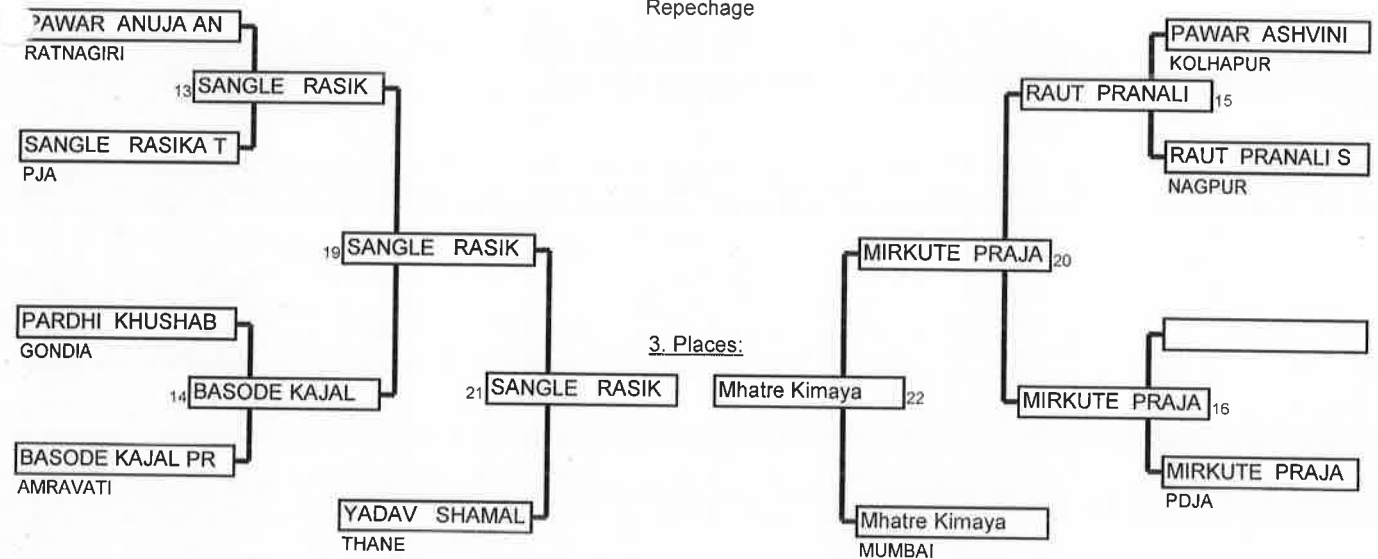 Repechage
PAWAR ANUJA AN
RATNAGIRI
13 SANGLE RASIK
SANGLE RASIKA T
PJA
19 SANGLE RASIK
PARDHI KHUSHAB
GONDIA
14 BASODE KAJAL
BASODE KAJAL PR
AMRAVATI
21 SANGLE RASIK
YADAV SHAMAL
THANE
3. Places:
PAWAR ASHVINI
KOLHAPUR
RAUT PRANALI 15
RAUT PRANALI S
NAGPUR
MIRKUTE PRAJA 20
Mhatre Kimaya 22
MIRKUTE PRAJA 16
MIRKUTE PRAJA
PDJA
Mhatre Kimaya
MUMBAI